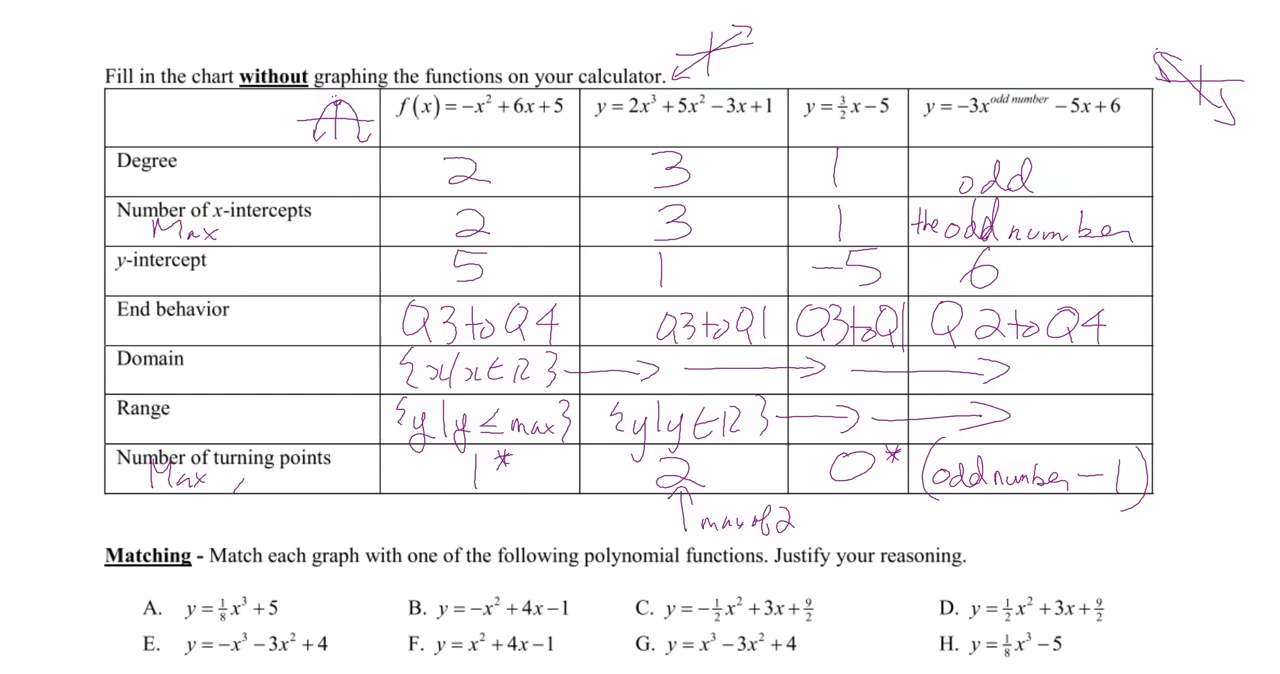 Fill in the chart without graphing the functions on your calculator.
f(x) = −x² + 6x + 5 y = 2x³ + 5x² − 3x + 1 y = 3/2 x − 5 y = −3x^odd number − 5x + 6
Degree 2 3 1 odd
Number of x-intercepts Max 2 3 1 the odd number
y-intercept 5 1 −5 6
End behavior Q3 to Q4 Q3 to Q1 Q3 to Q1 Q2 to Q4
Domain {x|x∈R} → → →
Range {y|y ≤ max} {y|y∈R} → →
Number of turning points Max 1* 2 0* (odd number − 1)
↑ max of 2
Matching - Match each graph with one of the following polynomial functions. Justify your reasoning.
A. y = 1/8 x³ + 5 B. y = −x² + 4x − 1 C. y = −1/2 x² + 3x + 9/2 D. y = 1/2 x² + 3x + 9/2
E. y = −x³ − 3x² + 4 F. y = x² + 4x − 1 G. y = x³ − 3x² + 4 H. y = 1/8 x³ − 5